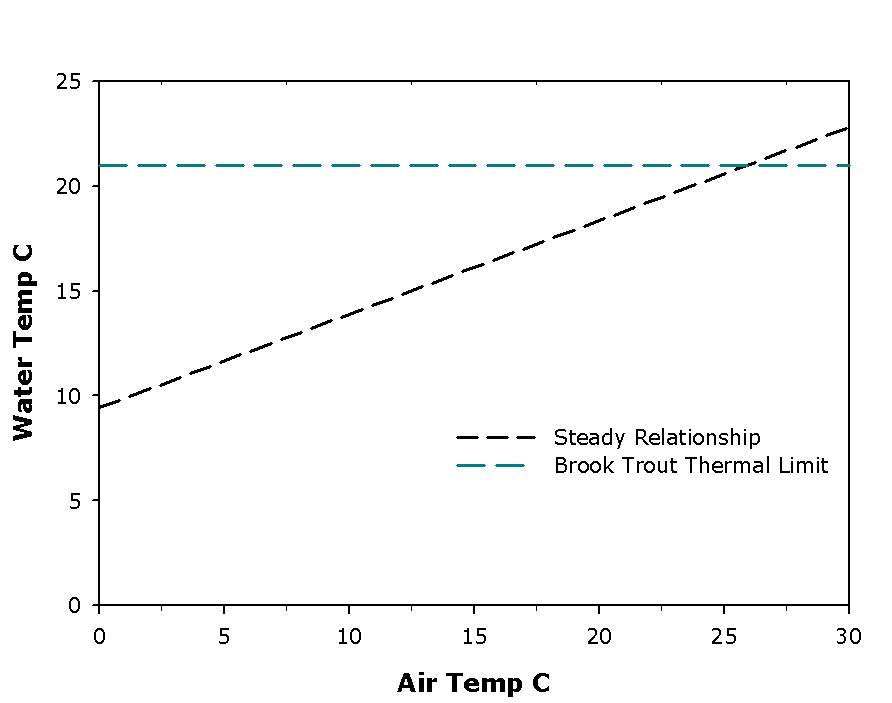 25
20
15
10
5
0
Water Temp C
Steady Relationship
Brook Trout Thermal Limit
0 5 10 15 20 25 30
Air Temp C